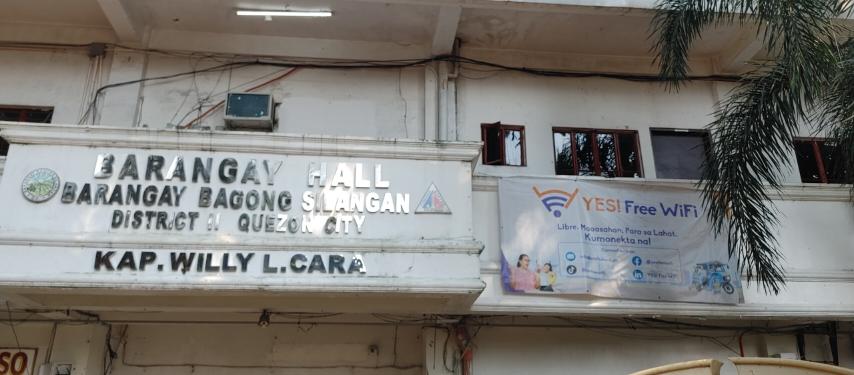 BARANGAY HALL
BARANGAY BAGONG SILANGAN
DISTRICT II QUEZON CITY
KAP. WILLY L. CARA
YES! Free WiFi
Libre. Maaasahan. Para sa Lahat.
Kumonekta na!
SO